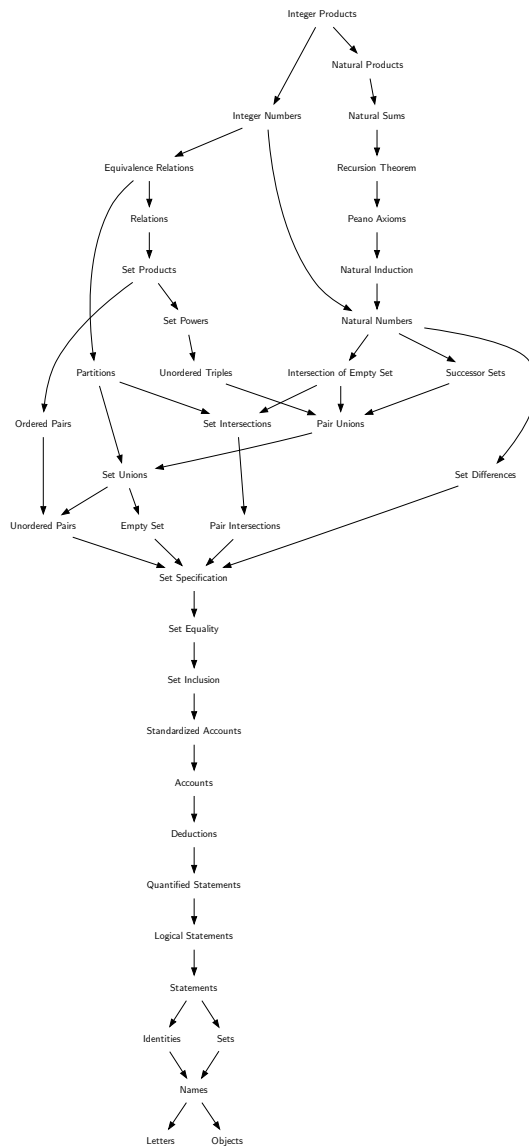 Integer Products
Natural Products
Integer Numbers
Natural Sums
Equivalence Relations
Recursion Theorem
Relations
Peano Axioms
Set Products
Natural Induction
Set Powers
Natural Numbers
Partitions
Unordered Triples
Intersection of Empty Set
Successor Sets
Ordered Pairs
Set Intersections
Pair Unions
Set Unions
Set Differences
Unordered Pairs
Empty Set
Pair Intersections
Set Specification
Set Equality
Set Inclusion
Standardized Accounts
Accounts
Deductions
Quantified Statements
Logical Statements
Statements
Identities
Sets
Names
Letters
Objects